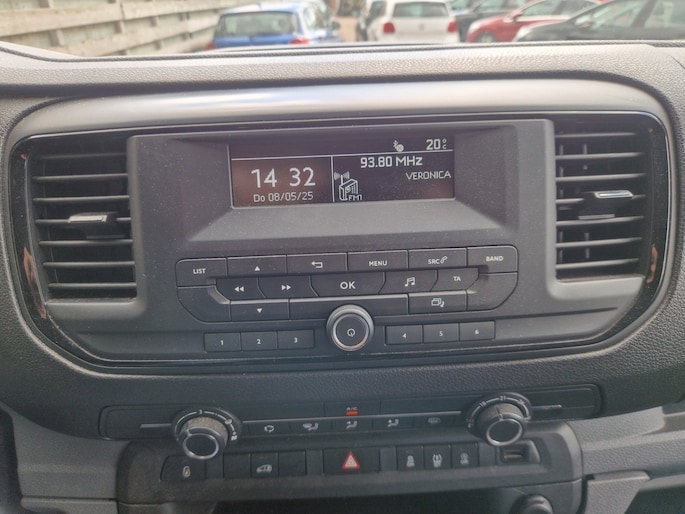 20°
14 32
93.80 MHz
VERONICA
Do 08/05/25
FM1
LIST
MENU
SRC
BAND
OK
TA
1
2
3
4
5
6
A/C